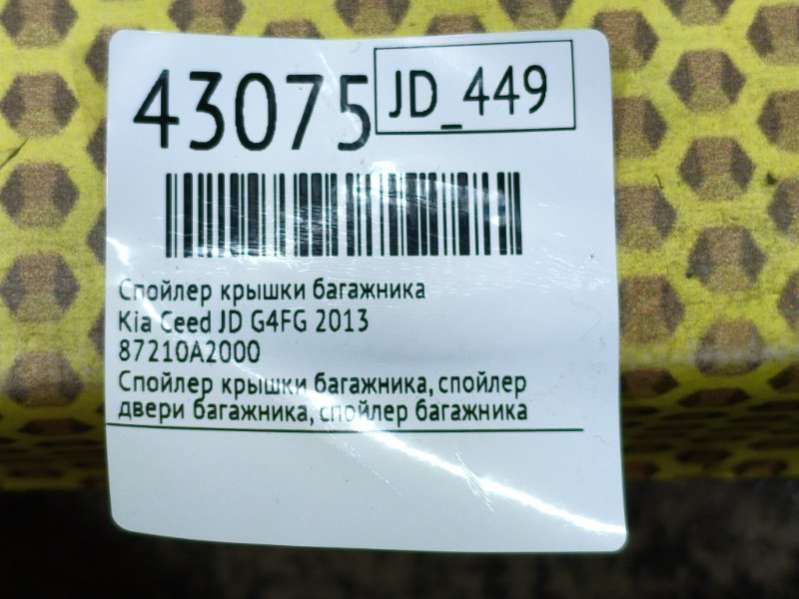 43075
JD_449
Спойлер крышки багажника
Kia Ceed JD G4FG 2013
87210A2000
Спойлер крышки багажника, спойлер
двери багажника, спойлер багажника